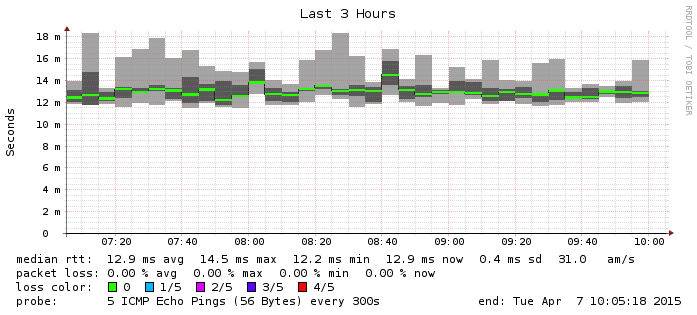 Last 3 Hours
RRDTOOL / TOBI OETIKER
Seconds
18 m
16 m
14 m
12 m
10 m
8 m
6 m
4 m
2 m
0
07:20 07:40 08:00 08:20 08:40 09:00 09:20 09:40 10:00
median rtt: 12.9 ms avg 14.5 ms max 12.2 ms min 12.9 ms now 0.4 ms sd 31.0 am/s
packet loss: 0.00 % avg 0.00 % max 0.00 % min 0.00 % now
loss color: 0 1/5 2/5 3/5 4/5
probe: 5 ICMP Echo Pings (56 Bytes) every 300s end: Tue Apr 7 10:05:18 2015